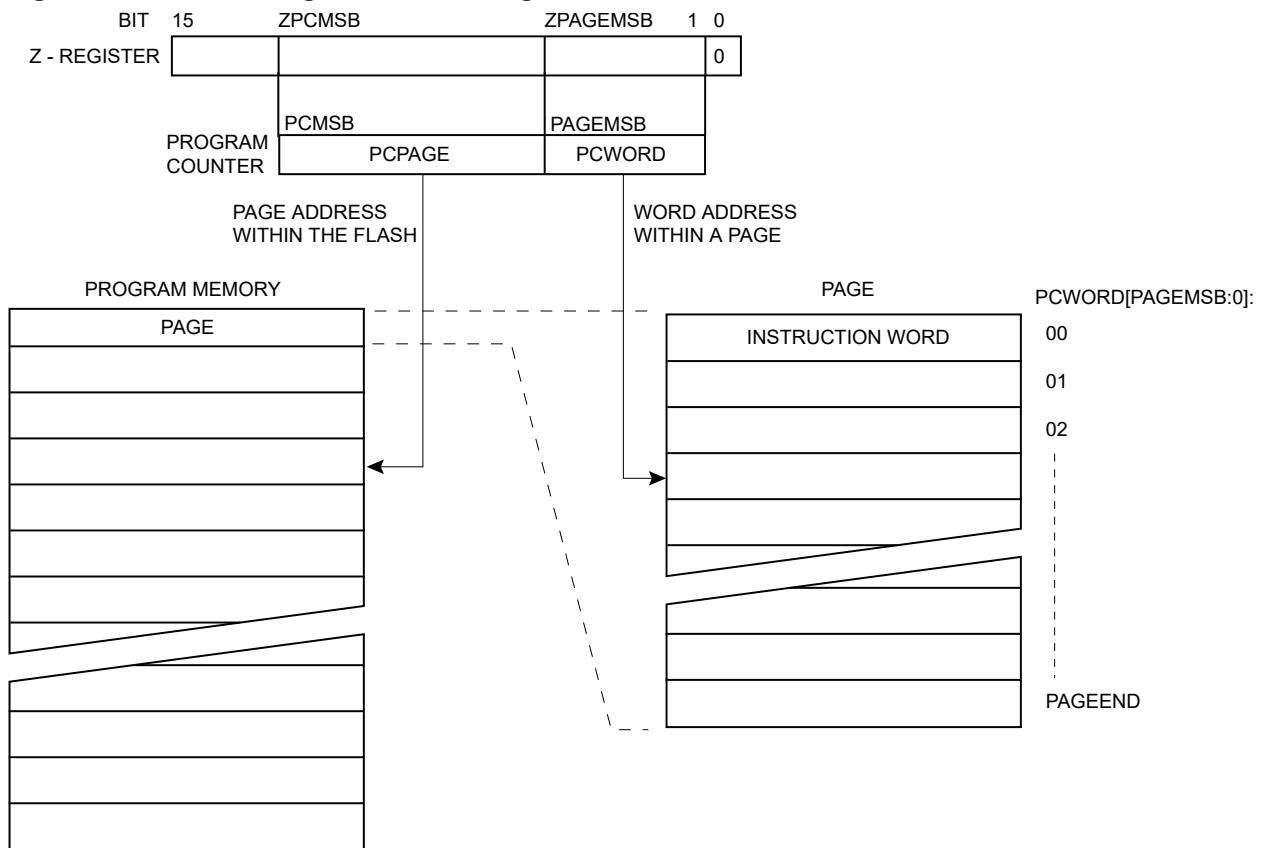 BIT 15 ZPCMSB ZPAGEMSB 1 0
Z - REGISTER 0
PCMSB PAGEMSB
PROGRAM
COUNTER
PCPAGE PCWORD
PAGE ADDRESS
WITHIN THE FLASH
WORD ADDRESS
WITHIN A PAGE
PROGRAM MEMORY
PAGE
PAGE
INSTRUCTION WORD
PCWORD[PAGEMSB:0]:
00
01
02
PAGEEND